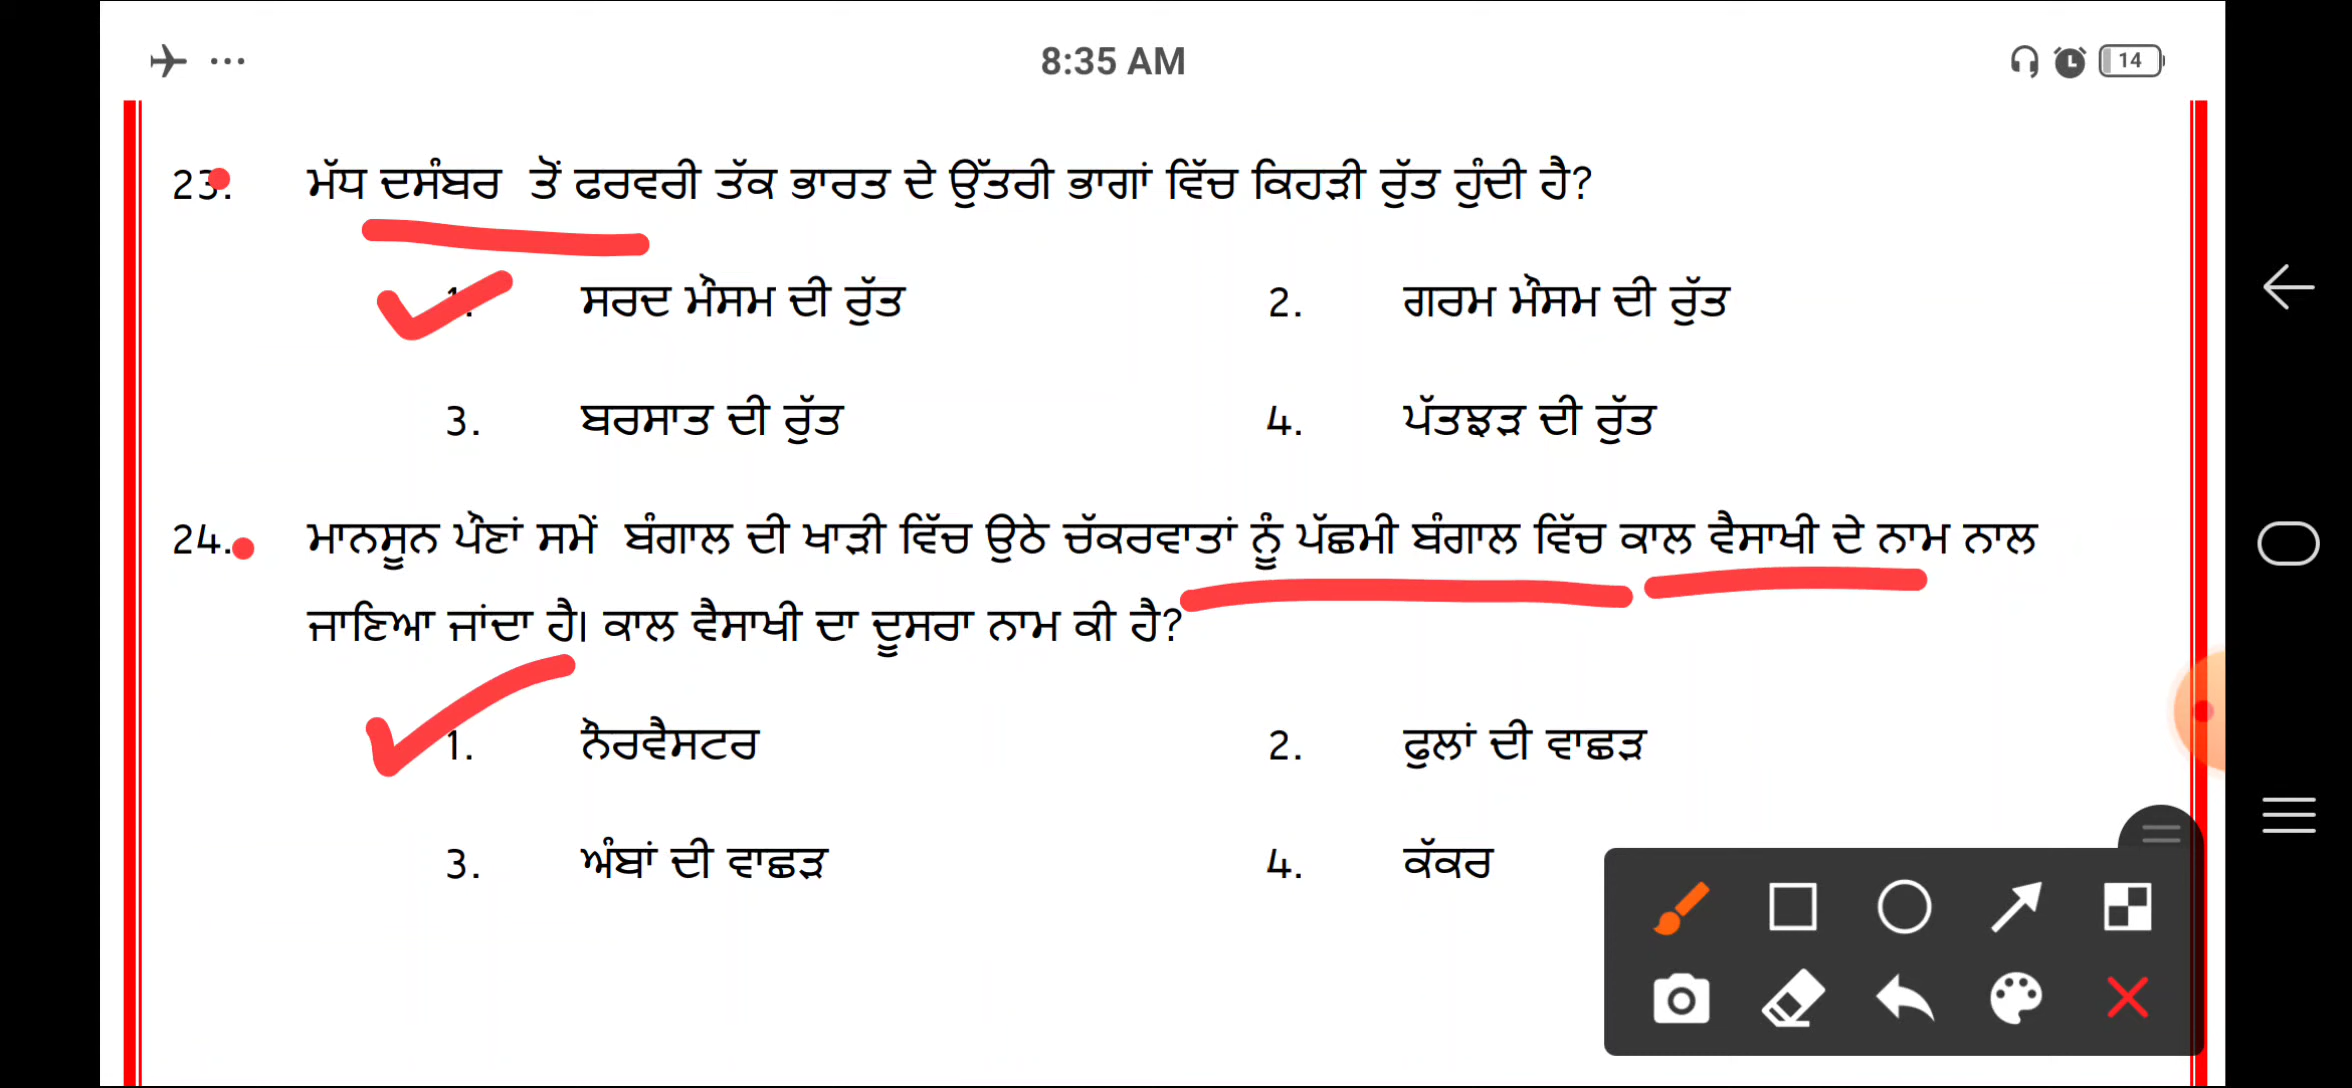 8:35 AM
14
23. ਮੱਧ ਦਸੰਬਰ ਤੋਂ ਫਰਵਰੀ ਤੱਕ ਭਾਰਤ ਦੇ ਉੱਤਰੀ ਭਾਗਾਂ ਵਿੱਚ ਕਿਹੜੀ ਰੁੱਤ ਹੁੰਦੀ ਹੈ?
1. ਸਰਦ ਮੌਸਮ ਦੀ ਰੁੱਤ 2. ਗਰਮ ਮੌਸਮ ਦੀ ਰੁੱਤ
3. ਬਰਸਾਤ ਦੀ ਰੁੱਤ 4. ਪੱਤਝੜ ਦੀ ਰੁੱਤ
24. ਮਾਨਸੂਨ ਪੌਣਾਂ ਸਮੇਂ ਬੰਗਾਲ ਦੀ ਖਾੜੀ ਵਿੱਚ ਉਠੇ ਚੱਕਰਵਾਤਾਂ ਨੂੰ ਪੱਛਮੀ ਬੰਗਾਲ ਵਿੱਚ ਕਾਲ ਵੈਸਾਖੀ ਦੇ ਨਾਮ ਨਾਲ
ਜਾਣਿਆ ਜਾਂਦਾ ਹੈ। ਕਾਲ ਵੈਸਾਖੀ ਦਾ ਦੂਸਰਾ ਨਾਮ ਕੀ ਹੈ?
1. ਨੌਰਵੈਸਟਰ 2. ਫੁਲਾਂ ਦੀ ਵਾਛੜ
3. ਅੰਬਾਂ ਦੀ ਵਾਛੜ 4. ਕੱਕਰ